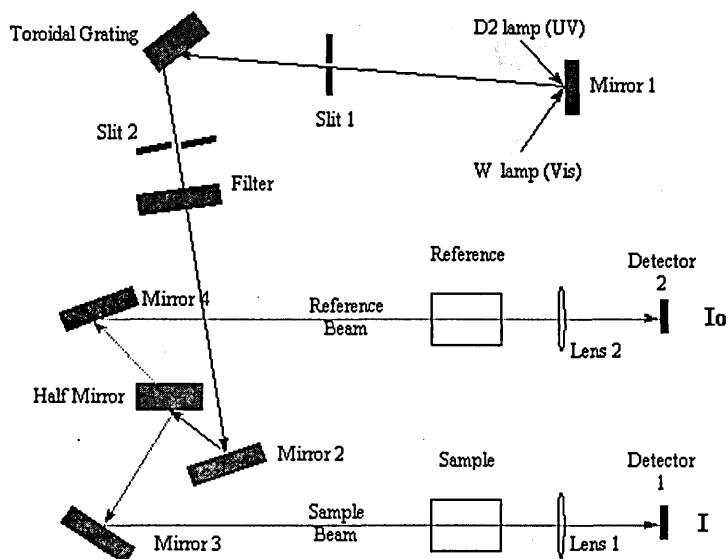 Toroidal Grating
D2 lamp (UV)
Mirror 1
Slit 1
W lamp (Vis)
Slit 2
Filter
Reference
Detector
2
Mirror 4
Reference
Beam
Io
Lens 2
Half Mirror
Mirror 2
Sample
Detector
1
Sample
Beam
I
Mirror 3
Lens 1